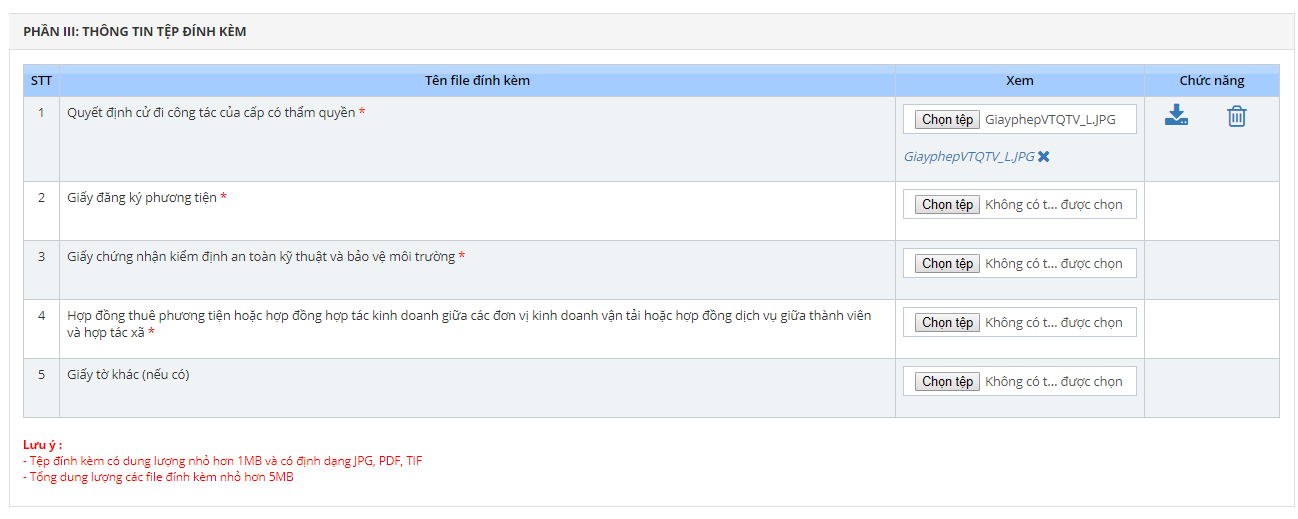 PHẦN III: THÔNG TIN TỆP ĐÍNH KÈM
STT Tên file đính kèm Xem Chức năng
1 Quyết định cử đi công tác của cấp có thẩm quyền * Chọn tệp GiayphepVTQTV_L.JPG
GiayphepVTQTV_L.JPG
2 Giấy đăng ký phương tiện * Chọn tệp Không có t... được chọn
3 Giấy chứng nhận kiểm định an toàn kỹ thuật và bảo vệ môi trường * Chọn tệp Không có t... được chọn
4 Hợp đồng thuê phương tiện hoặc hợp đồng hợp tác kinh doanh giữa các đơn vị kinh doanh vận tải hoặc hợp đồng dịch vụ giữa thành viên Chọn tệp Không có t... được chọn
và hợp tác xã *
5 Giấy tờ khác (nếu có) Chọn tệp Không có t... được chọn
Lưu ý :
- Tệp đính kèm có dung lượng nhỏ hơn 1MB và có định dạng JPG, PDF, TIF
- Tổng dung lượng các file đính kèm nhỏ hơn 5MB